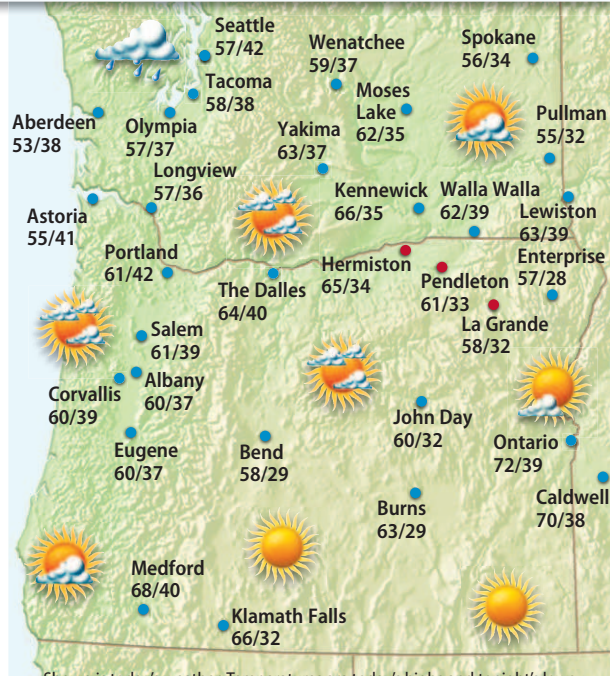 Seattle
57/42
Wenatchee
59/37
Spokane
56/34
Tacoma
58/38
Moses
Lake
62/35
Aberdeen
53/38
Olympia
57/37
Yakima
63/37
Pullman
55/32
Longview
57/36
Kennewick
66/35
Walla Walla
62/39
Lewiston
63/39
Astoria
55/41
Portland
61/42
The Dalles
64/40
Hermiston
65/34
Pendleton
61/33
Enterprise
57/28
La Grande
58/32
Salem
61/39
Corvallis
60/39
Albany
60/37
John Day
60/32
Ontario
72/39
Eugene
60/37
Bend
58/29
Caldwell
70/38
Burns
63/29
Medford
68/40
Klamath Falls
66/32